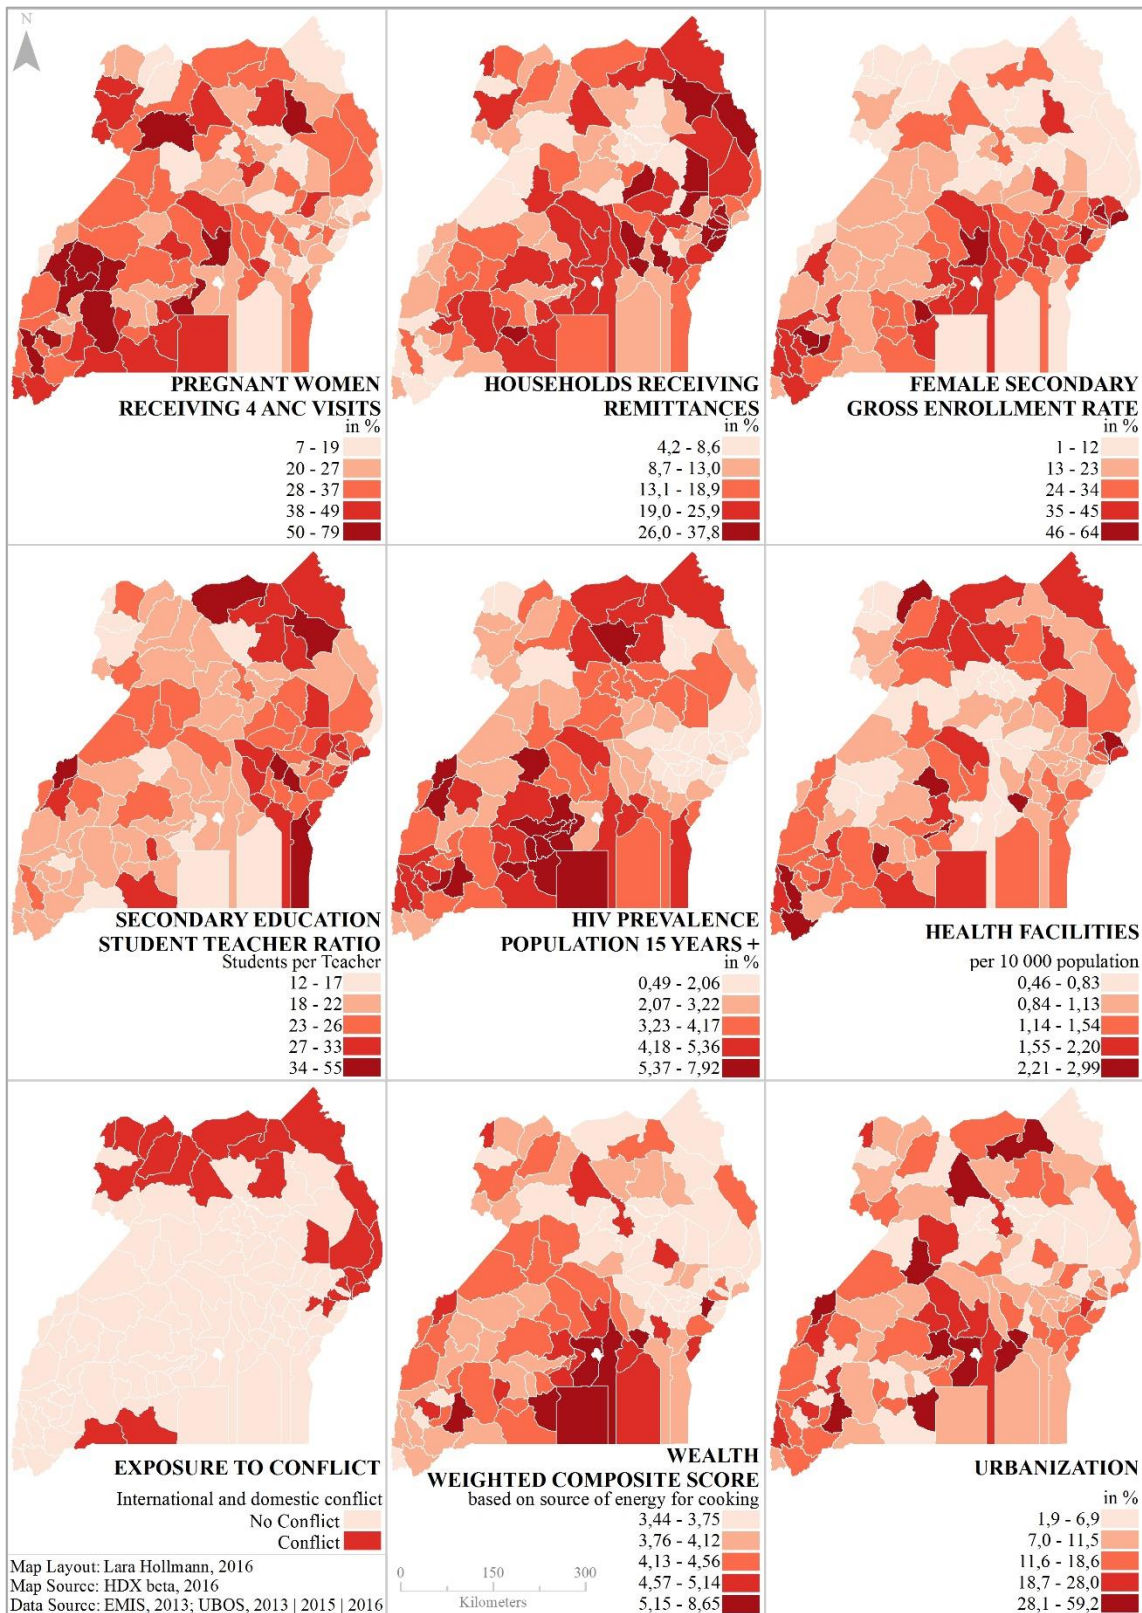 N
PREGNANT WOMEN
RECEIVING 4 ANC VISITS
in %
7 - 19
20 - 27
28 - 37
38 - 49
50 - 79
HOUSEHOLDS RECEIVING
REMITTANCES
in %
4,2 - 8,6
8,7 - 13,0
13,1 - 18,9
19,0 - 25,9
26,0 - 37,8
FEMALE SECONDARY
GROSS ENROLLMENT RATE
in %
1 - 12
13 - 23
24 - 34
35 - 45
46 - 64
SECONDARY EDUCATION
STUDENT TEACHER RATIO
Students per Teacher
12 - 17
18 - 22
23 - 26
27 - 33
34 - 55
HIV PREVALENCE
POPULATION 15 YEARS +
in %
0,49 - 2,06
2,07 - 3,22
3,23 - 4,17
4,18 - 5,36
5,37 - 7,92
HEALTH FACILITIES
per 10 000 population
0,46 - 0,83
0,84 - 1,13
1,14 - 1,54
1,55 - 2,20
2,21 - 2,99
EXPOSURE TO CONFLICT
International and domestic conflict
No Conflict
Conflict
Map Layout: Lara Hollmann, 2016
Map Source: HDX beta, 2016
Data Source: EMIS, 2013; UBOS, 2013 | 2015 | 2016
WEALTH
WEIGHTED COMPOSITE SCORE
based on source of energy for cooking
3,44 - 3,75
3,76 - 4,12
4,13 - 4,56
4,57 - 5,14
5,15 - 8,65
0 150 300
Kilometers
URBANIZATION
in %
1,9 - 6,9
7,0 - 11,5
11,6 - 18,6
18,7 - 28,0
28,1 - 59,2